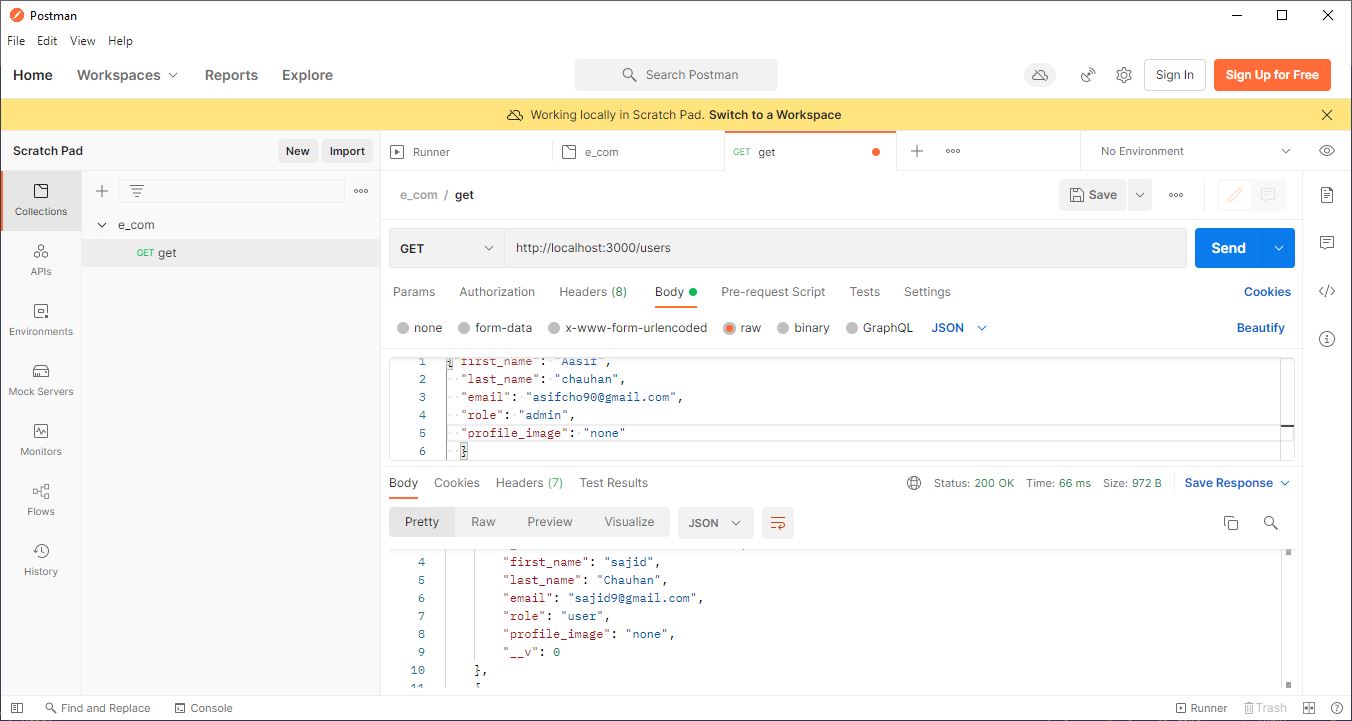 Postman
File Edit View Help
Home Workspaces Reports Explore Search Postman Sign In Sign Up for Free
Working locally in Scratch Pad. Switch to a Workspace
Scratch Pad New Import Runner e_com GET get No Environment
Collections
APIs
Environments
Mock Servers
Monitors
Flows
History
e_com
GET get
e_com / get Save
GET http://localhost:3000/users Send
Params Authorization Headers (8) Body Pre-request Script Tests Settings Cookies
none form-data x-www-form-urlencoded raw binary GraphQL JSON Beautify
1 {"first_name": "Aasif",
2 "last_name": "chauhan",
3 "email": "asifcho90@gmail.com",
4 "role": "admin",
5 "profile_image": "none"
6 }
Body Cookies Headers (7) Test Results Status: 200 OK Time: 66 ms Size: 972 B Save Response
Pretty Raw Preview Visualize JSON
4 "first_name": "sajid",
5 "last_name": "Chauhan",
6 "email": "sajid9@gmail.com",
7 "role": "user",
8 "profile_image": "none",
9 "__v": 0
10 },
11 {
Find and Replace Console Runner Trash